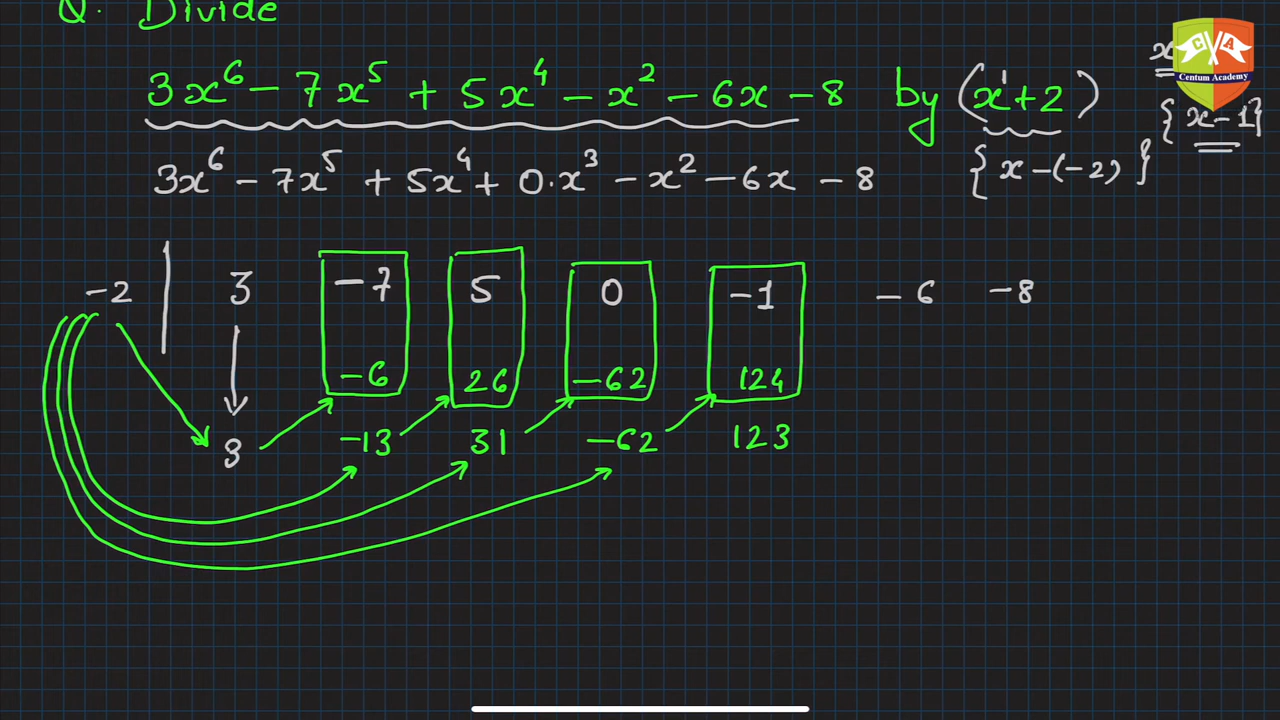 Q. Divide
3x⁶ − 7x⁵ + 5x⁴ − x² − 6x − 8 by (x¹+2)
x
{x−1}
CA
Centum Academy
3x⁶ − 7x⁵ + 5x⁴ + 0·x³ − x² − 6x − 8 {x−(−2)}
−2 | 3 −7 5 0 −1 −6 −8
−6 26 −62 124
3 −13 31 −62 123